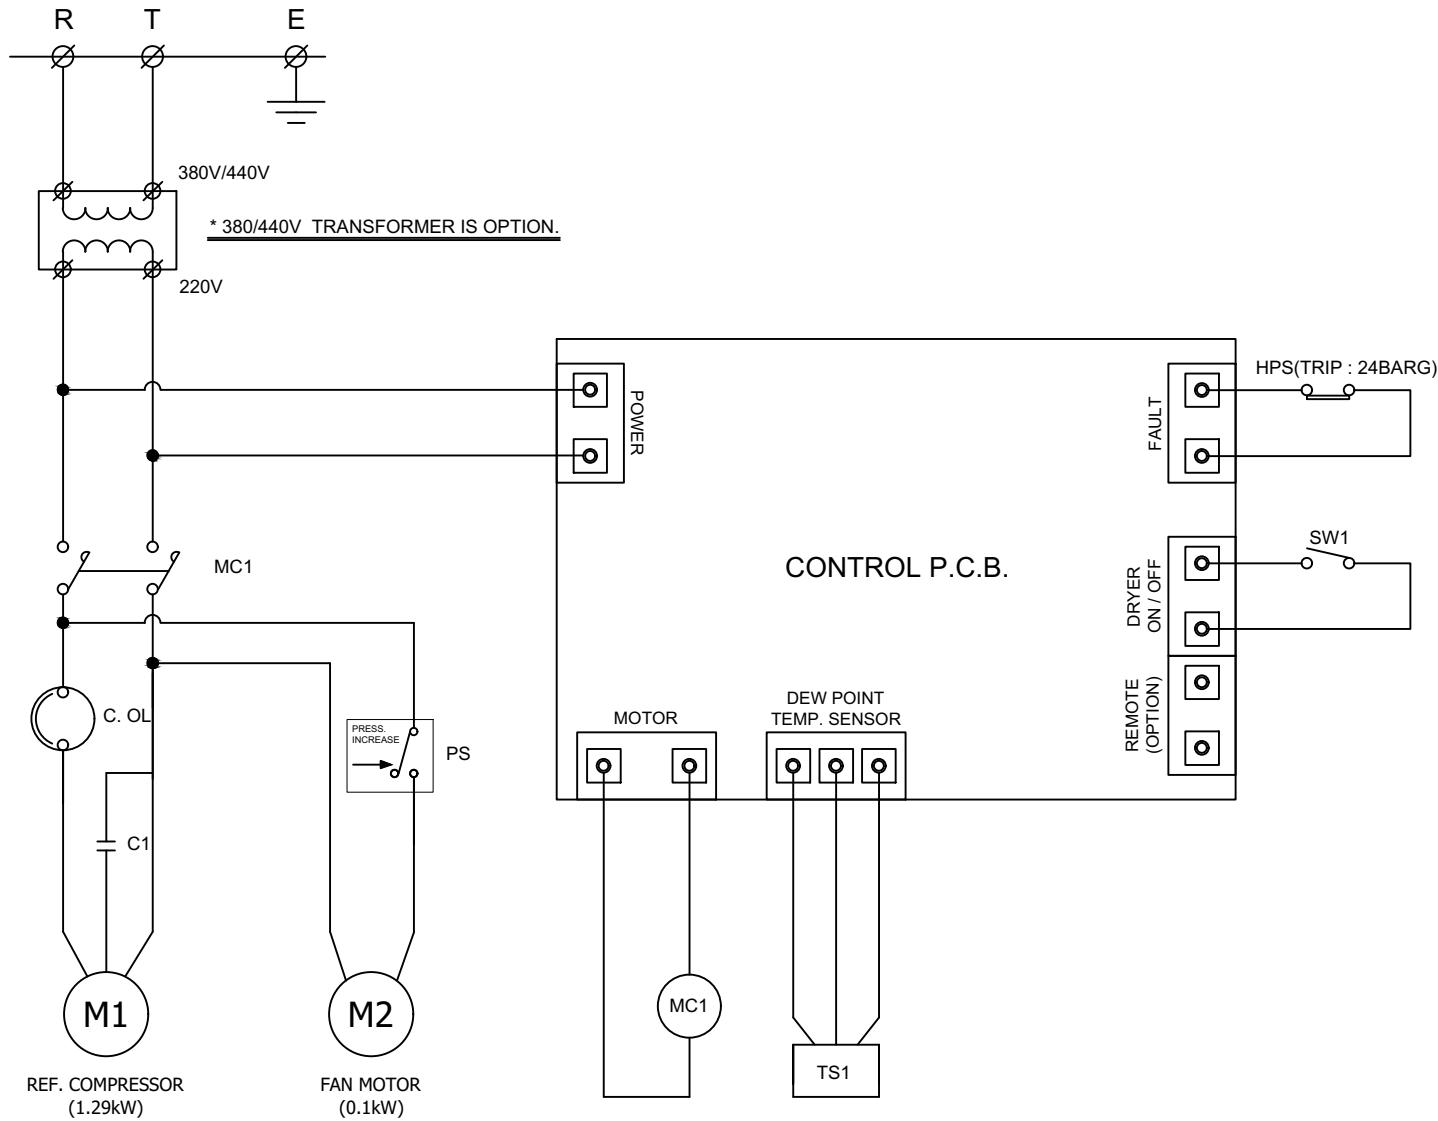 R T E
380V/440V
* 380/440V TRANSFORMER IS OPTION.
220V
HPS(TRIP : 24BARG)
POWER
FAULT
SW1
MC1
CONTROL P.C.B.
DRYER
ON / OFF
REMOTE
(OPTION)
C. OL
PRESS.
INCREASE
PS
MOTOR
DEW POINT
TEMP. SENSOR
C1
M1
M2
MC1
TS1
REF. COMPRESSOR
(1.29kW)
FAN MOTOR
(0.1kW)